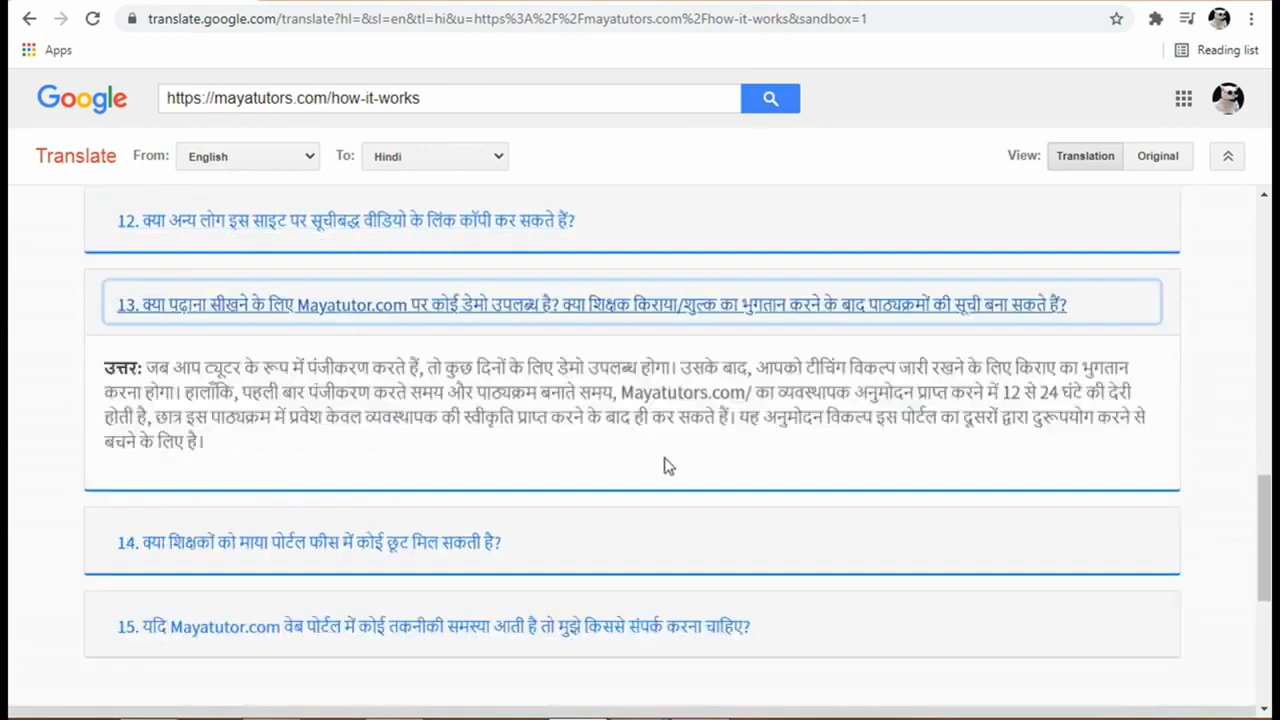 translate.google.com/translate?hl=&sl=en&tl=hi&u=https%3A%2F%2Fmayatutors.com%2Fhow-it-works&sandbox=1
Apps
Reading list
Google
https://mayatutors.com/how-it-works
Translate From: English To: Hindi View: Translation Original
12. क्या अन्य लोग इस साइट पर सूचीबद्ध वीडियो के लिंक कॉपी कर सकते हैं?
13. क्या पढ़ाना सीखने के लिए Mayatutor.com पर कोई डेमो उपलब्ध है? क्या शिक्षक किराया/शुल्क का भुगतान करने के बाद पाठ्यक्रमों की सूची बना सकते हैं?
उत्तर: जब आप ट्यूटर के रूप में पंजीकरण करते हैं, तो कुछ दिनों के लिए डेमो उपलब्ध होगा। उसके बाद, आपको टीचिंग विकल्प जारी रखने के लिए किराए का भुगतान
करना होगा। हालाँकि, पहली बार पंजीकरण करते समय और पाठ्यक्रम बनाते समय, Mayatutors.com/ का व्यवस्थापक अनुमोदन प्राप्त करने में 12 से 24 घंटे की देरी
होती है, छात्र इस पाठ्यक्रम में प्रवेश केवल व्यवस्थापक की स्वीकृति प्राप्त करने के बाद ही कर सकते हैं। यह अनुमोदन विकल्प इस पोर्टल का दूसरों द्वारा दुरूपयोग करने से
बचने के लिए है।
14. क्या शिक्षकों को माया पोर्टल फीस में कोई छूट मिल सकती है?
15. यदि Mayatutor.com वेब पोर्टल में कोई तकनीकी समस्या आती है तो मुझे किससे संपर्क करना चाहिए?